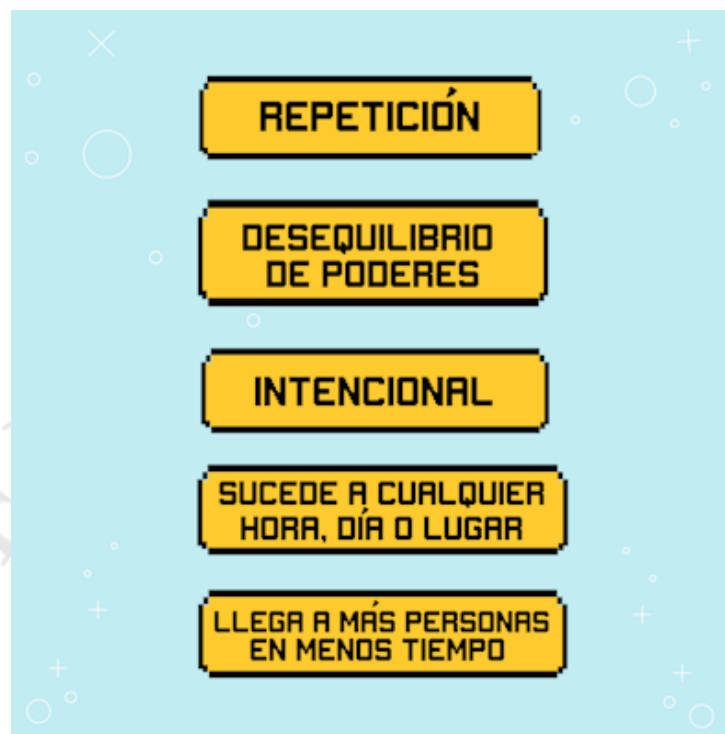 REPETICIÓN
DESEQUILIBRIO
DE PODERES
INTENCIONAL
SUCEDE A CUALQUIER
HORA, DÍA O LUGAR
LLEGA A MÁS PERSONAS
EN MENOS TIEMPO